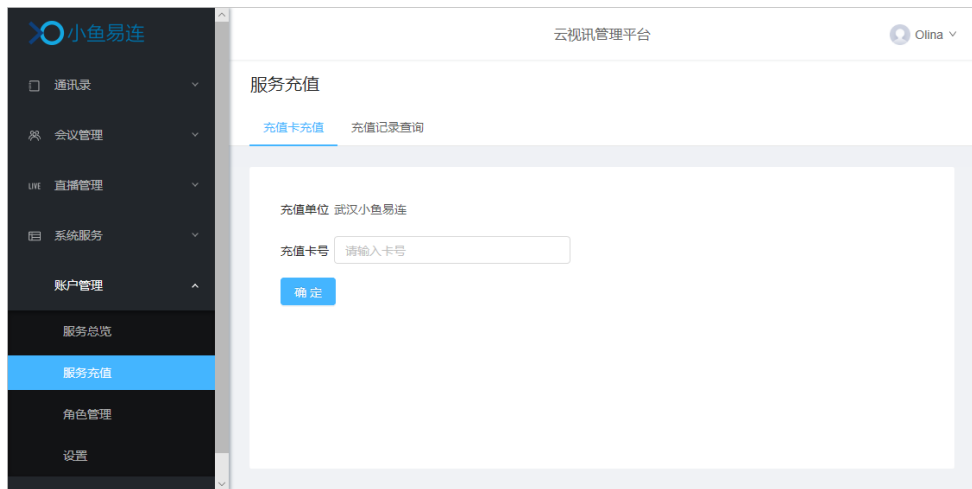 小鱼易连
云视讯管理平台
Olina
通讯录
会议管理
LIVE 直播管理
系统服务
账户管理
服务总览
服务充值
角色管理
设置
服务充值
充值卡充值 充值记录查询
充值单位 武汉小鱼易连
充值卡号 请输入卡号
确 定